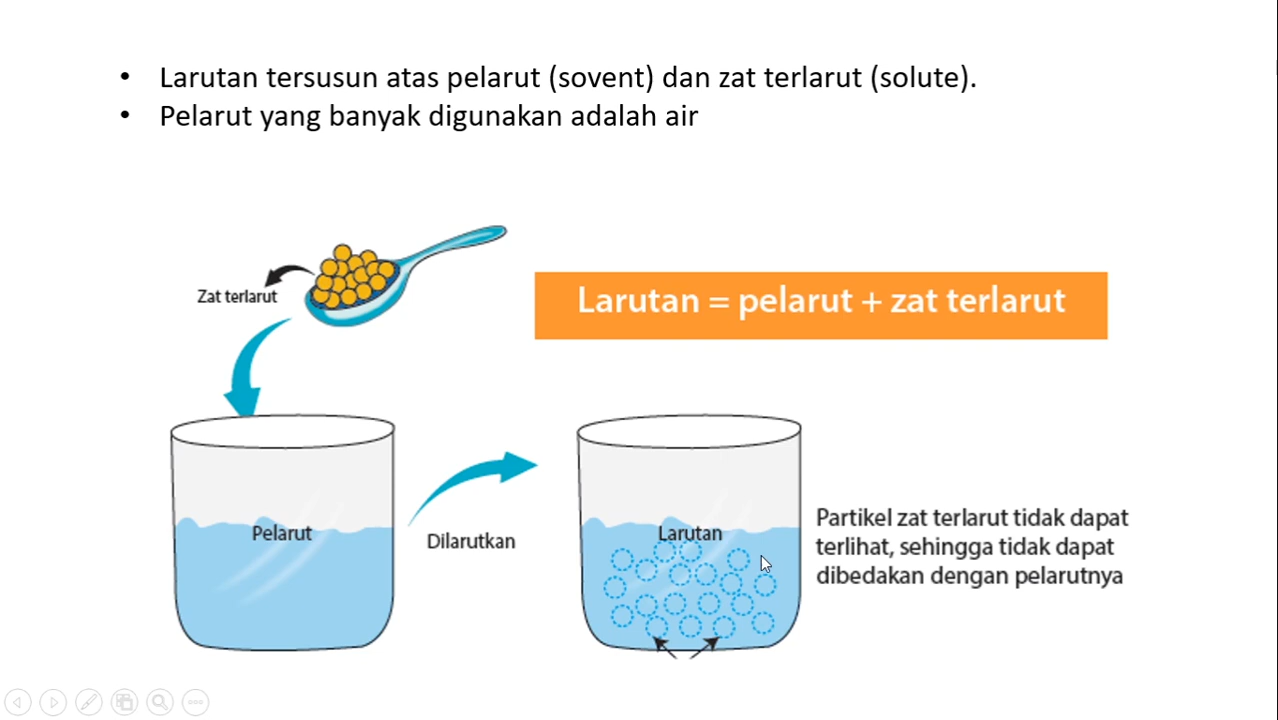 • Larutan tersusun atas pelarut (sovent) dan zat terlarut (solute).
• Pelarut yang banyak digunakan adalah air
Zat terlarut
Larutan = pelarut + zat terlarut
Pelarut
Dilarutkan
Larutan
Partikel zat terlarut tidak dapat
terlihat, sehingga tidak dapat
dibedakan dengan pelarutnya